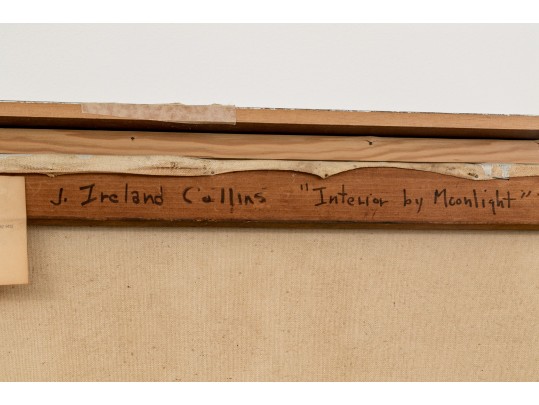 J. Ireland Collins "Interior by Moonlight"